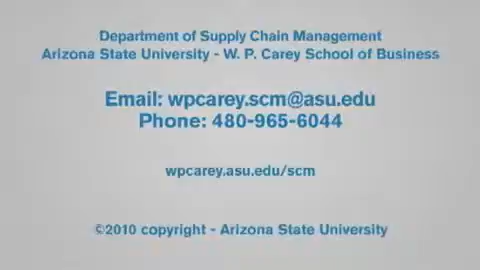 Department of Supply Chain Management
Arizona State University - W. P. Carey School of Business
Email: wpcarey.scm@asu.edu
Phone: 480-965-6044
wpcarey.asu.edu/scm
©2010 copyright - Arizona State University